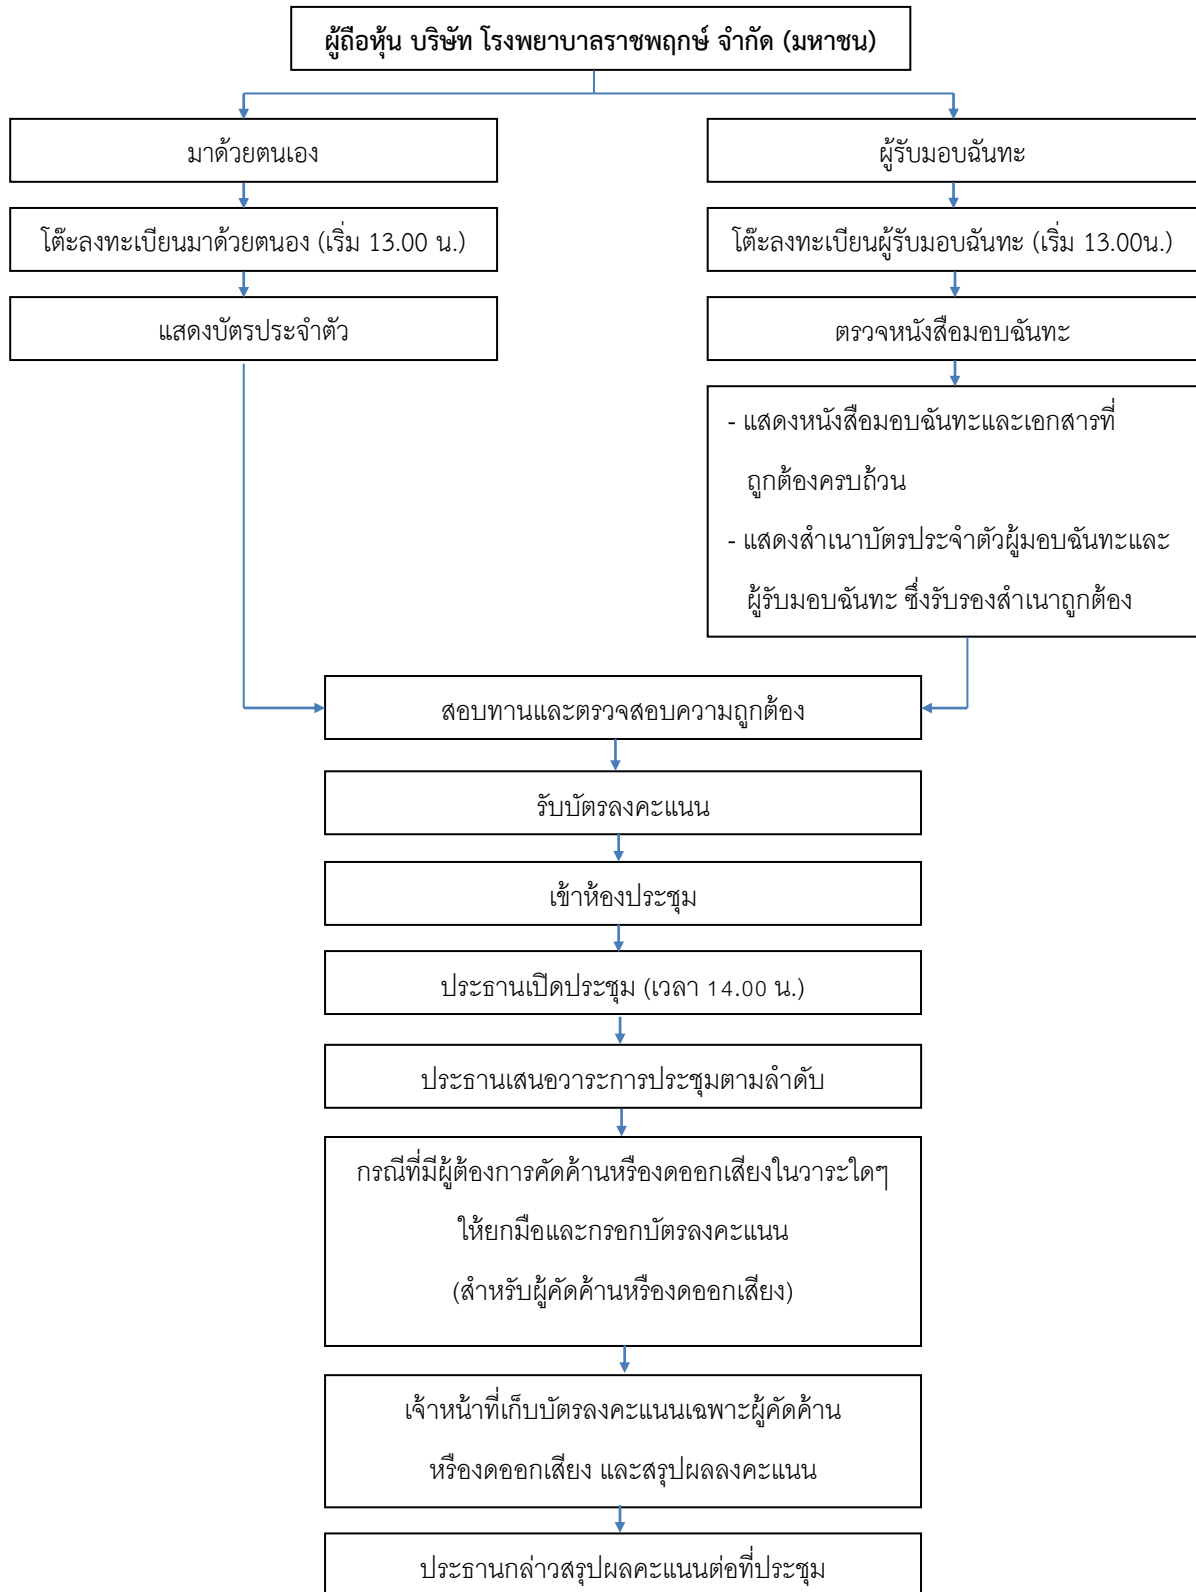 ผู้ถือหุ้น บริษัท โรงพยาบาลราชพฤกษ์ จำกัด (มหาชน)
มาด้วยตนเอง
ผู้รับมอบฉันทะ
โต๊ะลงทะเบียนมาด้วยตนอง (เริ่ม 13.00 น.)
โต๊ะลงทะเบียนผู้รับมอบฉันทะ (เริ่ม 13.00น.)
แสดงบัตรประจำตัว
ตรวจหนังสือมอบฉันทะ
- แสดงหนังสือมอบฉันทะและเอกสารที่
ถูกต้องครบถ้วน
- แสดงสำเนาบัตรประจำตัวผู้มอบฉันทะและ
ผู้รับมอบฉันทะ ซึ่งรับรองสำเนาถูกต้อง
สอบทานและตรวจสอบความถูกต้อง
รับบัตรลงคะแนน
เข้าห้องประชุม
ประธานเปิดประชุม (เวลา 14.00 น.)
ประธานเสนอวาระการประชุมตามลำดับ
กรณีที่มีผู้ต้องการคัดค้านหรืองดออกเสียงในวาระใดๆ
ให้ยกมือและกรอกบัตรลงคะแนน
(สำหรับผู้คัดค้านหรืองดออกเสียง)
เจ้าหน้าที่เก็บบัตรลงคะแนนเฉพาะผู้คัดค้าน
หรืองดออกเสียง และสรุปผลลงคะแนน
ประธานกล่าวสรุปผลคะแนนต่อที่ประชุม